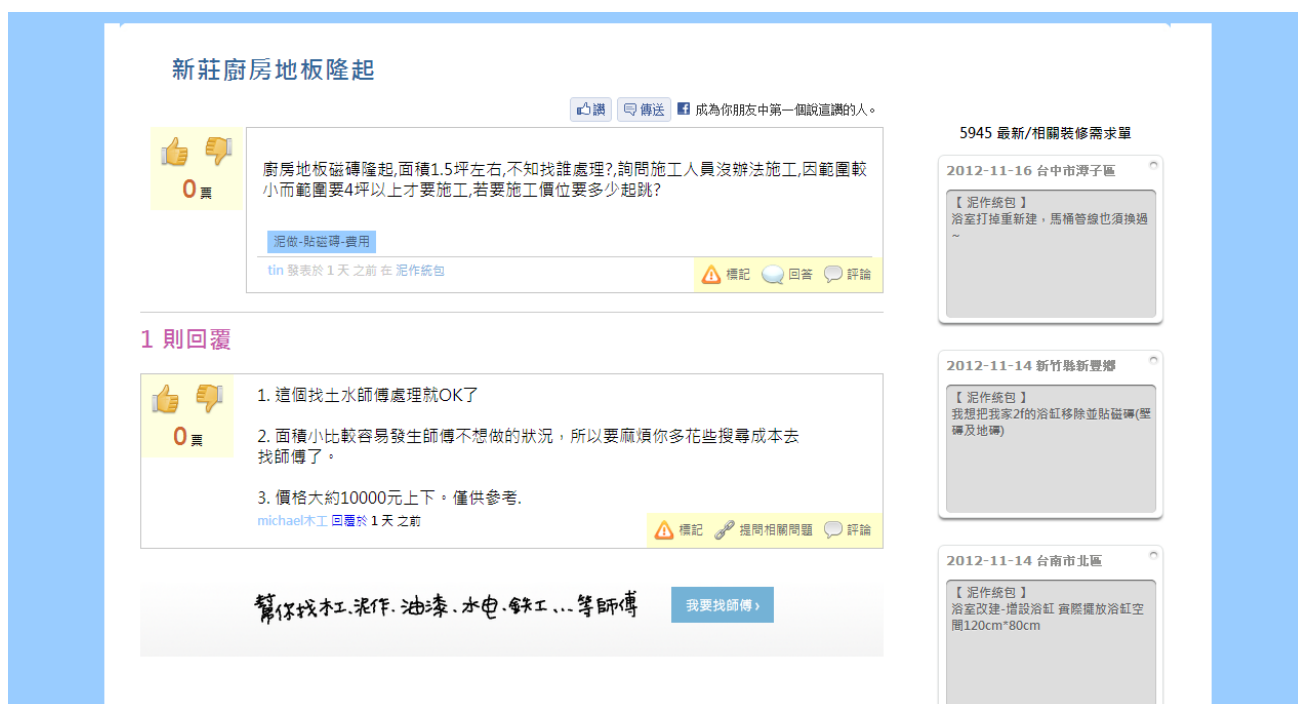 新莊廚房地板隆起
讚 傳送 成為你朋友中第一個說這讚的人。
0票
廚房地板磁磚隆起,面積1.5坪左右,不知找誰處理?,詢問施工人員沒辦法施工,因範圍較
小而範圍要4坪以上才要施工,若要施工價位要多少起跳?
泥做-貼磁磚-費用
tin 發表於 1 天 之前 在 泥作統包
標記 回答 評論
1 則回覆
0票
1. 這個找土水師傅處理就OK了
2. 面積小比較容易發生師傅不想做的狀況，所以要麻煩你多花些搜尋成本去
找師傅了。
3. 價格大約10000元上下。僅供參考.
michael木工 回覆於 1 天 之前
標記 提問相關問題 評論
幫你找木工.泥作.油漆.水电.鉄工...等師傅
我要找師傅›
5945 最新/相關裝修需求單
2012-11-16 台中市潭子區
【 泥作統包 】
浴室打掉重新建，馬桶管線也須換過
~
2012-11-14 新竹縣新豐鄉
【 泥作統包 】
我想把我家2f的浴缸移除並貼磁磚(壁
磚及地磚)
2012-11-14 台南市北區
【 泥作統包 】
浴室改建-增設浴缸 實際擺放浴缸空
間120cm*80cm